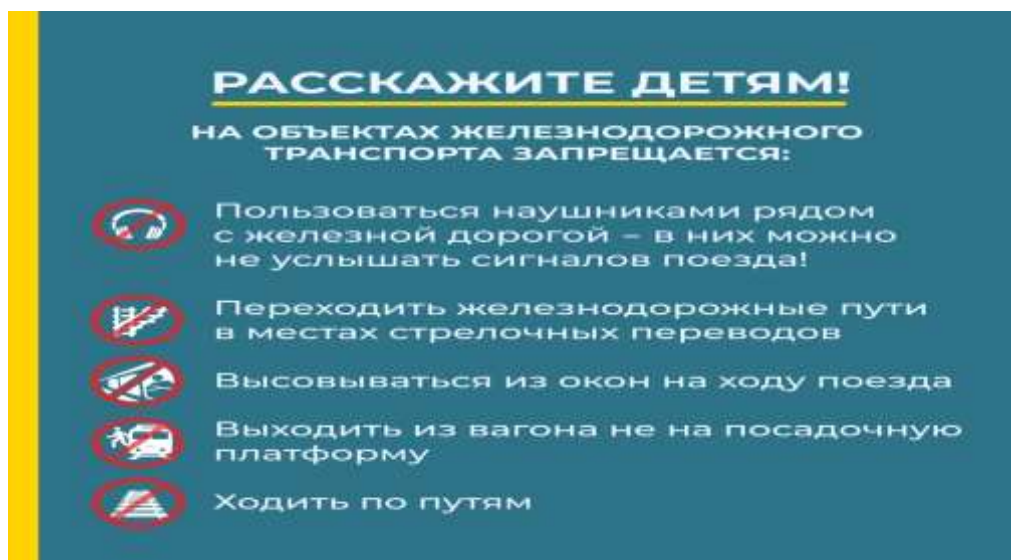 РАССКАЖИТЕ ДЕТЯМ!
НА ОБЪЕКТАХ ЖЕЛЕЗНОДОРОЖНОГО
ТРАНСПОРТА ЗАПРЕЩАЕТСЯ:
Пользоваться наушниками рядом
с железной дорогой – в них можно
не услышать сигналов поезда!
Переходить железнодорожные пути
в местах стрелочных переводов
Высовываться из окон на ходу поезда
Выходить из вагона не на посадочную
платформу
Ходить по путям